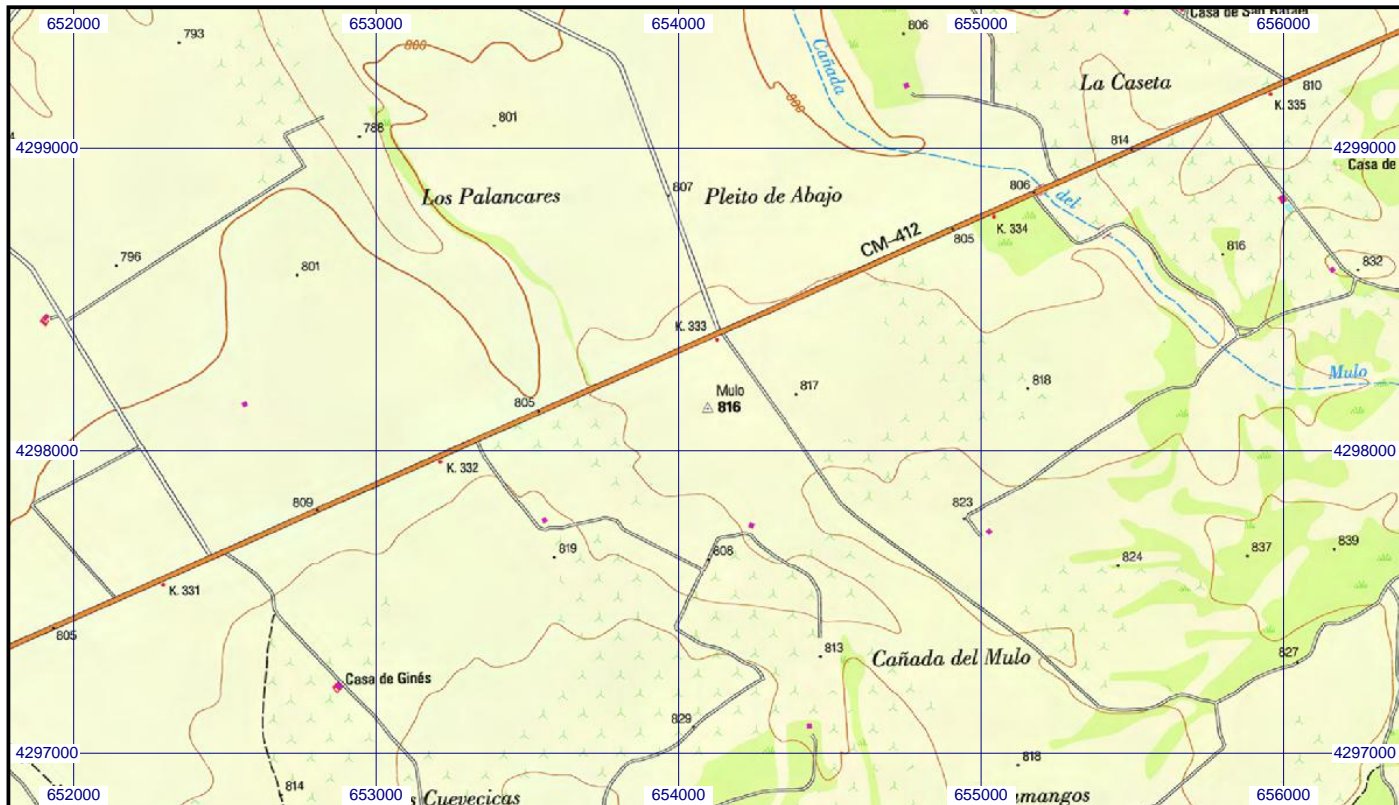 652000 653000 654000 655000 656000
Casa de San Rafael
793
800
801
788
Cañada
800
806
La Caseta
810
K. 335
814
4299000 4299000
Casa de
Los Palancares
807
Pleito de Abajo
806
del
K. 334
805
CM-412
816
832
796
801
K. 333
Mulo
816
817
818
Mulo
805
4298000 4298000
K. 332
809
819
808
823
824
837
839
K. 331
805
813
Cañada del Mulo
827
Casa de Ginés
829
4297000 4297000
818
814
s Cuevecicas
amangos
652000 653000 654000 655000 656000